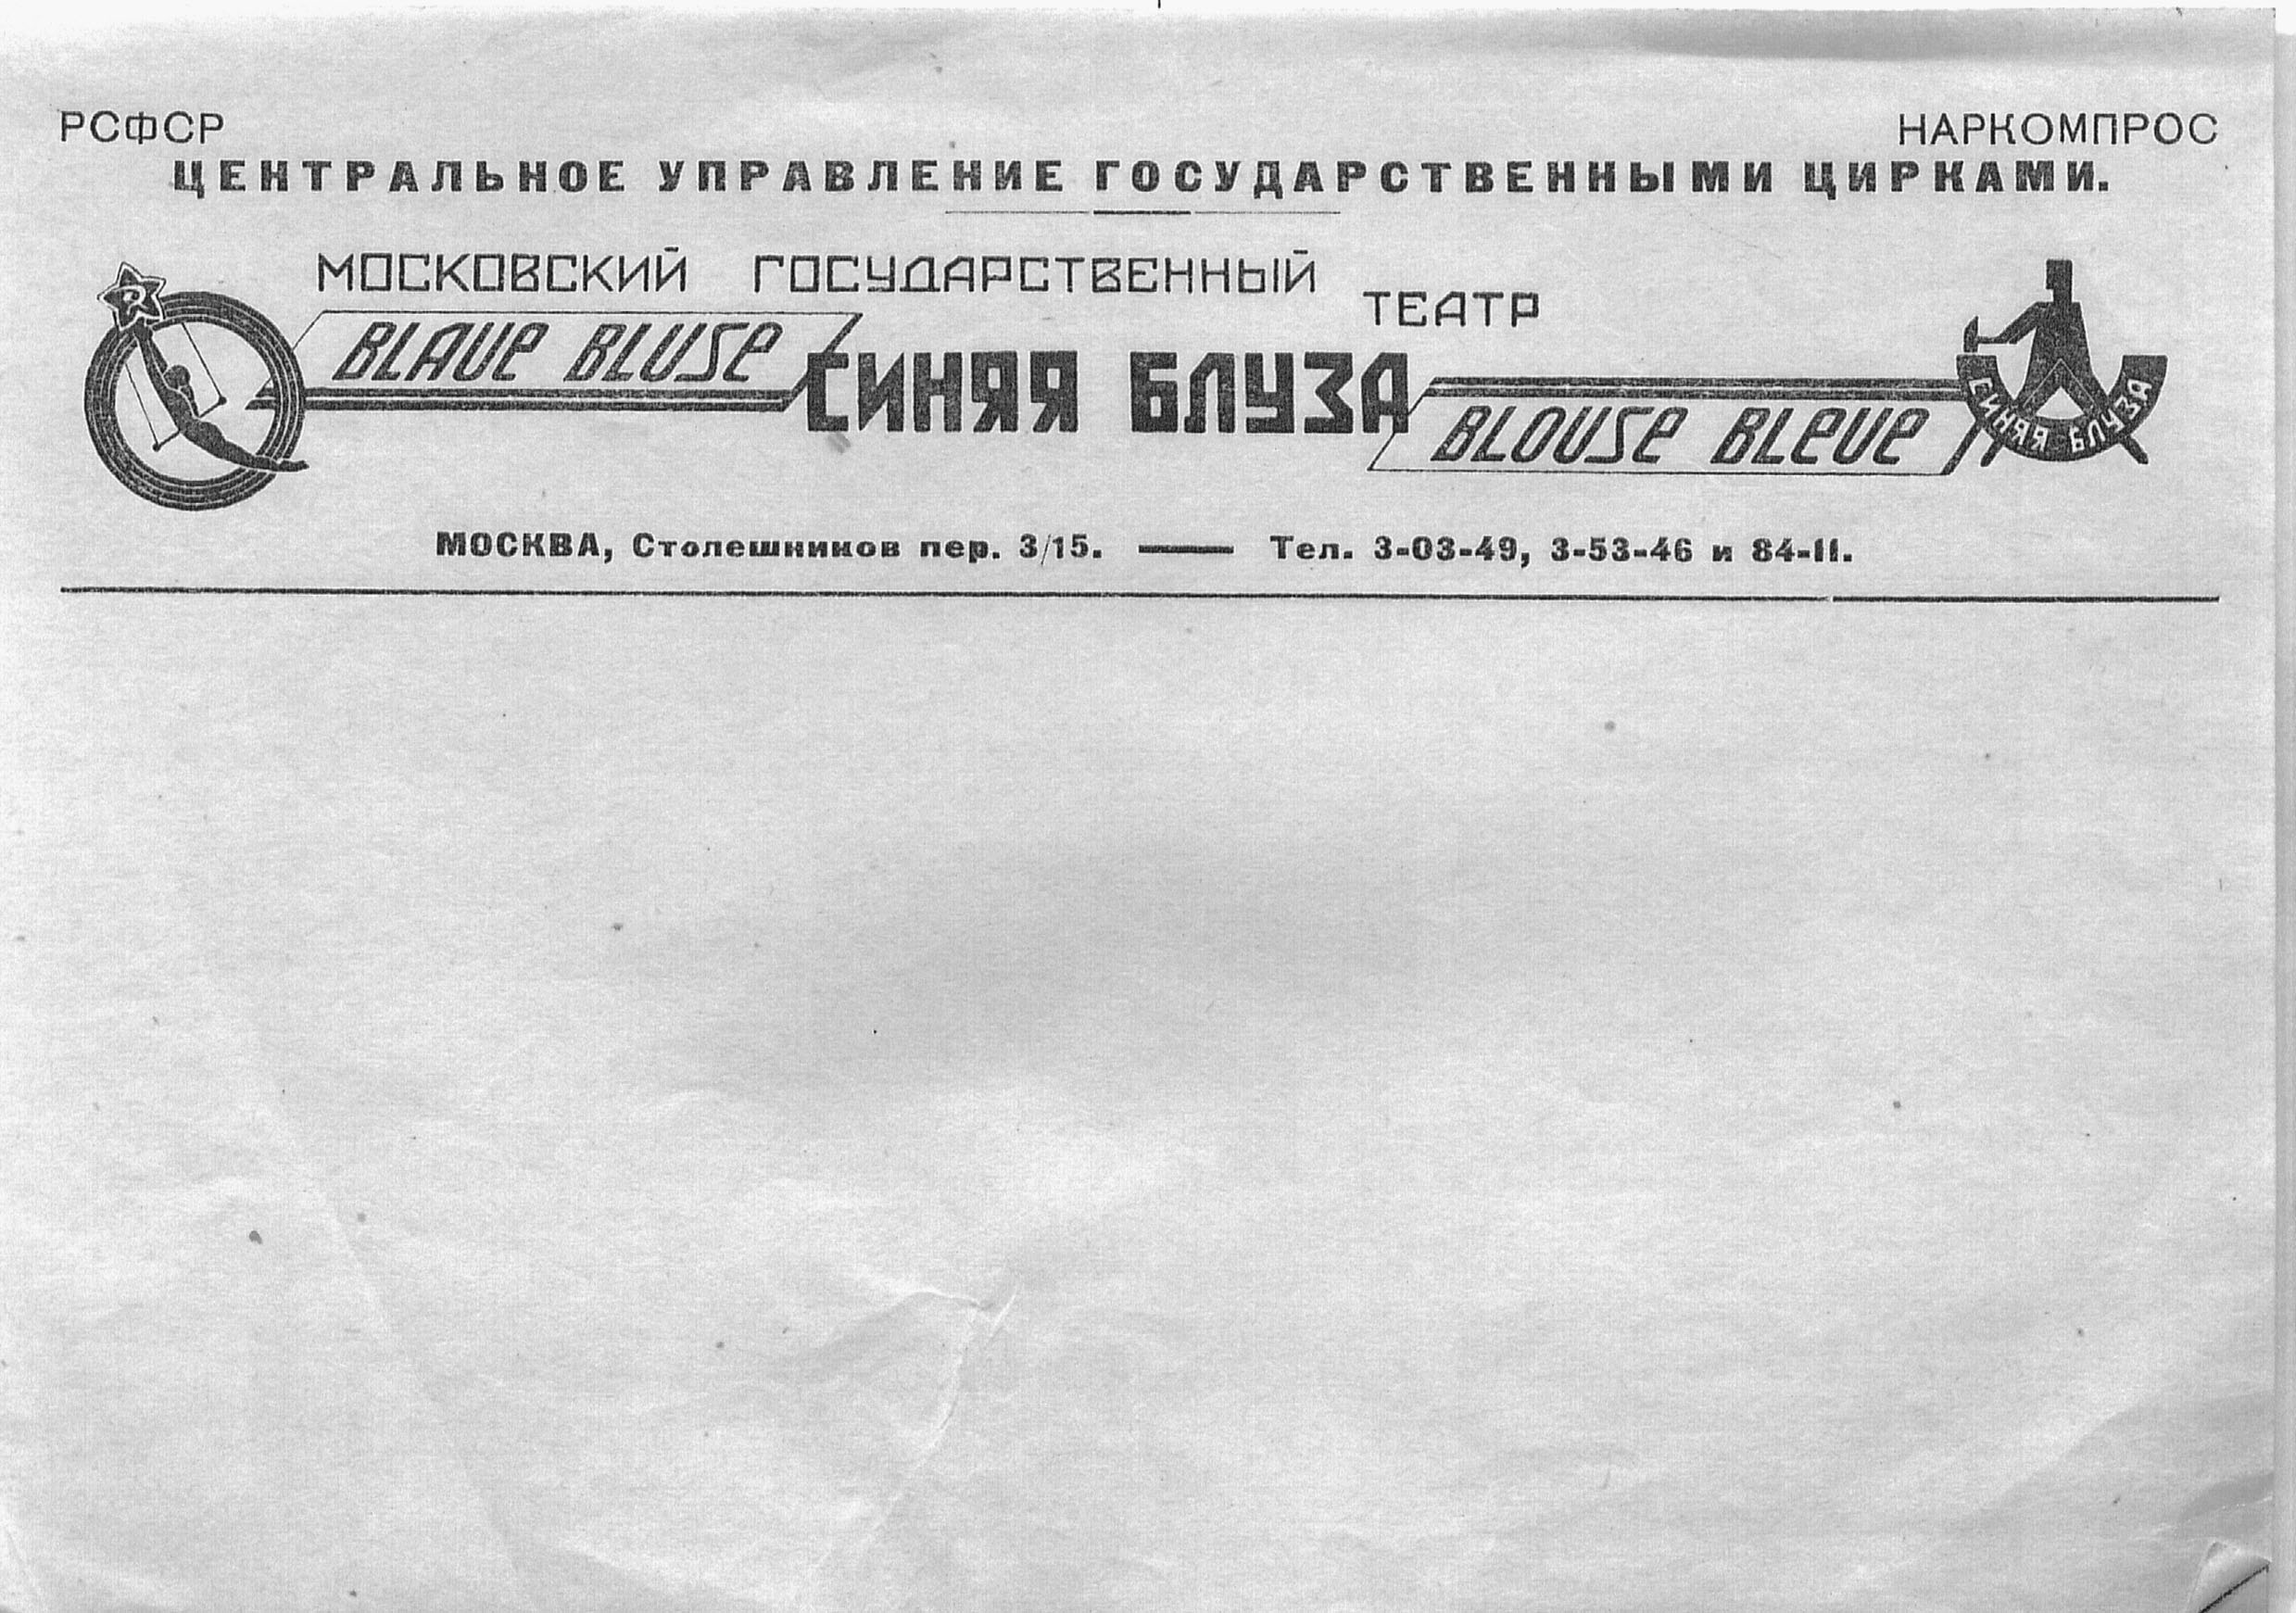 РСФСР НАРКОМПРОС
ЦЕНТРАЛЬНОЕ УПРАВЛЕНИЕ ГОСУДАРСТВЕННЫМИ ЦИРКАМИ.
МОСКОВСКИЙ ГОСУДАРСТВЕННЫЙ
ТЕАТР
BLAUE BLUSE
СИНЯЯ БЛУЗА
BLOUSE BLEUE
СИНЯЯ БЛУЗА
МОСКВА, Столешников пер. 3/15. — Тел. 3-03-49, 3-53-46 и 84-11.